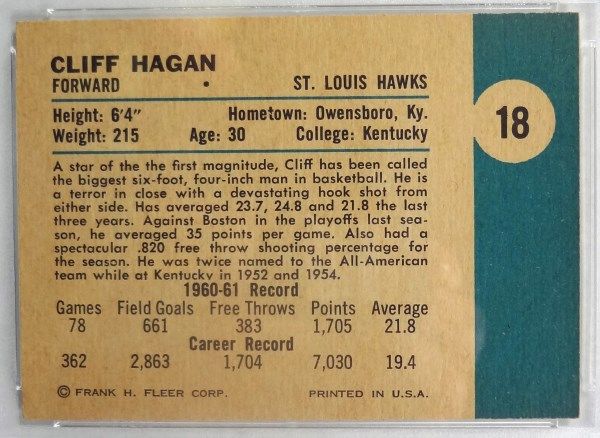 CLIFF HAGAN
FORWARD • ST. LOUIS HAWKS
18
Height: 6'4" Hometown: Owensboro, Ky.
Weight: 215 Age: 30 College: Kentucky
A star of the the first magnitude, Cliff has been called
the biggest six-foot, four-inch man in basketball. He is
a terror in close with a devastating hook shot from
either side. Has averaged 23.7, 24.8 and 21.8 the last
three years. Against Boston in the playoffs last sea-
son, he averaged 35 points per game. Also had a
spectacular .820 free throw shooting percentage for
the season. He was twice named to the All-American
team while at Kentucky in 1952 and 1954.
1960-61 Record
Games Field Goals Free Throws Points Average
78 661 383 1,705 21.8
Career Record
362 2,863 1,704 7,030 19.4
© FRANK H. FLEER CORP. PRINTED IN U.S.A.